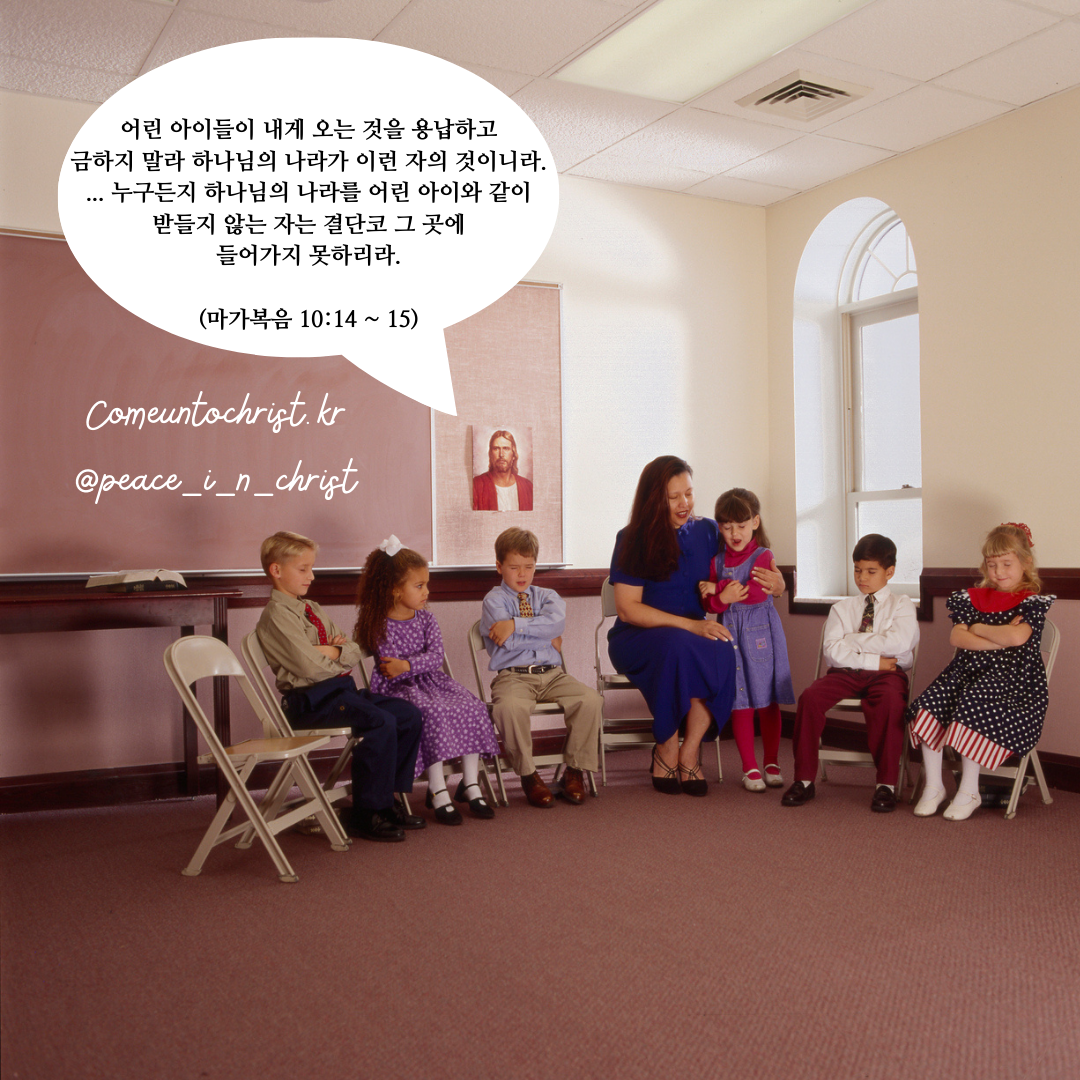 어린 아이들이 내게 오는 것을 용납하고
금하지 말라 하나님의 나라가 이런 자의 것이니라.
... 누구든지 하나님의 나라를 어린 아이와 같이
받들지 않는 자는 결단코 그 곳에
들어가지 못하리라.
(마가복음 10:14 ~ 15)
Comeuntochrist.kr
@peace_i_n_christ